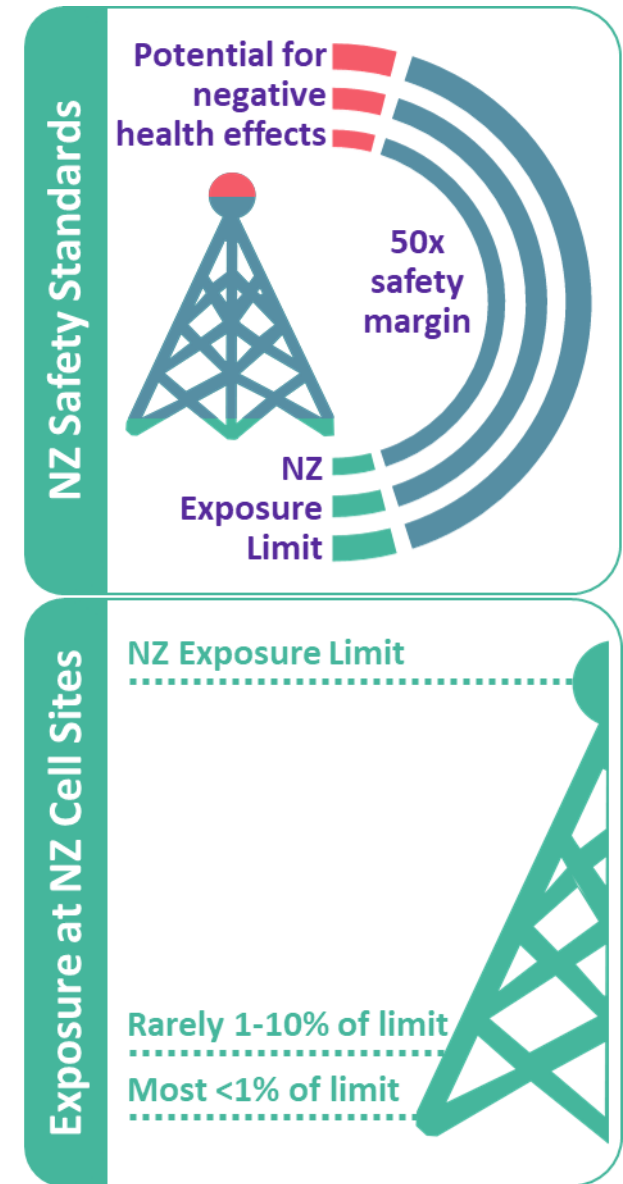 NZ Safety Standards
Potential for
negative
health effects
50x
safety
margin
NZ
Exposure
Limit
Exposure at NZ Cell Sites
NZ Exposure Limit
Rarely 1-10% of limit
Most <1% of limit